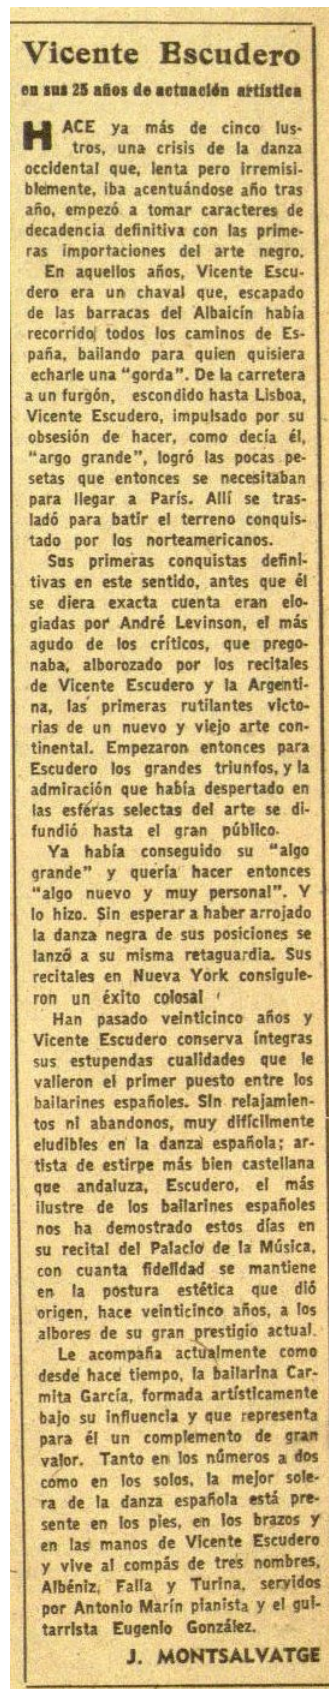 Vicente Escudero
en sus 25 años de actuación artística
HACE ya más de cinco lus-
tros, una crisis de la danza
occidental que, lenta pero irremisi-
blemente, iba acentuándose año tras
año, empezó a tomar caracteres de
decadencia definitiva con las prime-
ras importaciones del arte negro.
En aquellos años, Vicente Escu-
dero era un chaval que, escapado
de las barracas del Albaicín había
recorrido todos los caminos de Es-
paña, bailando para quien quisiera
echarle una "gorda". De la carretera
a un furgón, escondido hasta Lisboa,
Vicente Escudero, impulsado por su
obsesión de hacer, como decía él,
"argo grande", logró las pocas pe-
setas que entonces se necesitaban
para llegar a París. Allí se tras-
ladó para batir el terreno conquis-
tado por los norteamericanos.
Sus primeras conquistas defini-
tivas en este sentido, antes que él
se diera exacta cuenta eran elo-
giadas por André Levinson, el más
agudo de los críticos, que prego-
naba, alborozado por los recitales
de Vicente Escudero y la Argenti-
na, las primeras rutilantes victo-
rias de un nuevo y viejo arte con-
tinental. Empezaron entonces para
Escudero los grandes triunfos, y la
admiración que había despertado en
las esferas selectas del arte se di-
fundió hasta el gran público.
Ya había conseguido su "algo
grande" y quería hacer entonces
"algo nuevo y muy personal". Y
lo hizo. Sin esperar a haber arrojado
la danza negra de sus posiciones se
lanzó a su misma retaguardia. Sus
recitales en Nueva York consiguie-
ron un éxito colosal
Han pasado veinticinco años y
Vicente Escudero conserva íntegras
sus estupendas cualidades que le
valieron el primer puesto entre los
bailarines españoles. Sin relajamien-
tos ni abandonos, muy difícilmente
eludibles en la danza española; ar-
tista de estirpe más bien castellana
que andaluza, Escudero, el más
ilustre de los bailarines españoles
nos ha demostrado estos días en
su recital del Palacio de la Música,
con cuanta fidelidad se mantiene
en la postura estética que dió
origen, hace veinticinco años, a los
albores de su gran prestigio actual.
Le acompaña actualmente como
desde hace tiempo, la bailarina Car-
mita García, formada artísticamente
bajo su influencia y que representa
para él un complemento de gran
valor. Tanto en los números a dos
como en los solos, la mejor sole-
ra de la danza española está pre-
sente en los pies, en los brazos y
en las manos de Vicente Escudero
y vive al compás de tres nombres,
Albéniz, Falla y Turina, servidos
por Antonio Marín pianista y el gui-
tarrista Eugenio González.
J. MONTSALVATGE